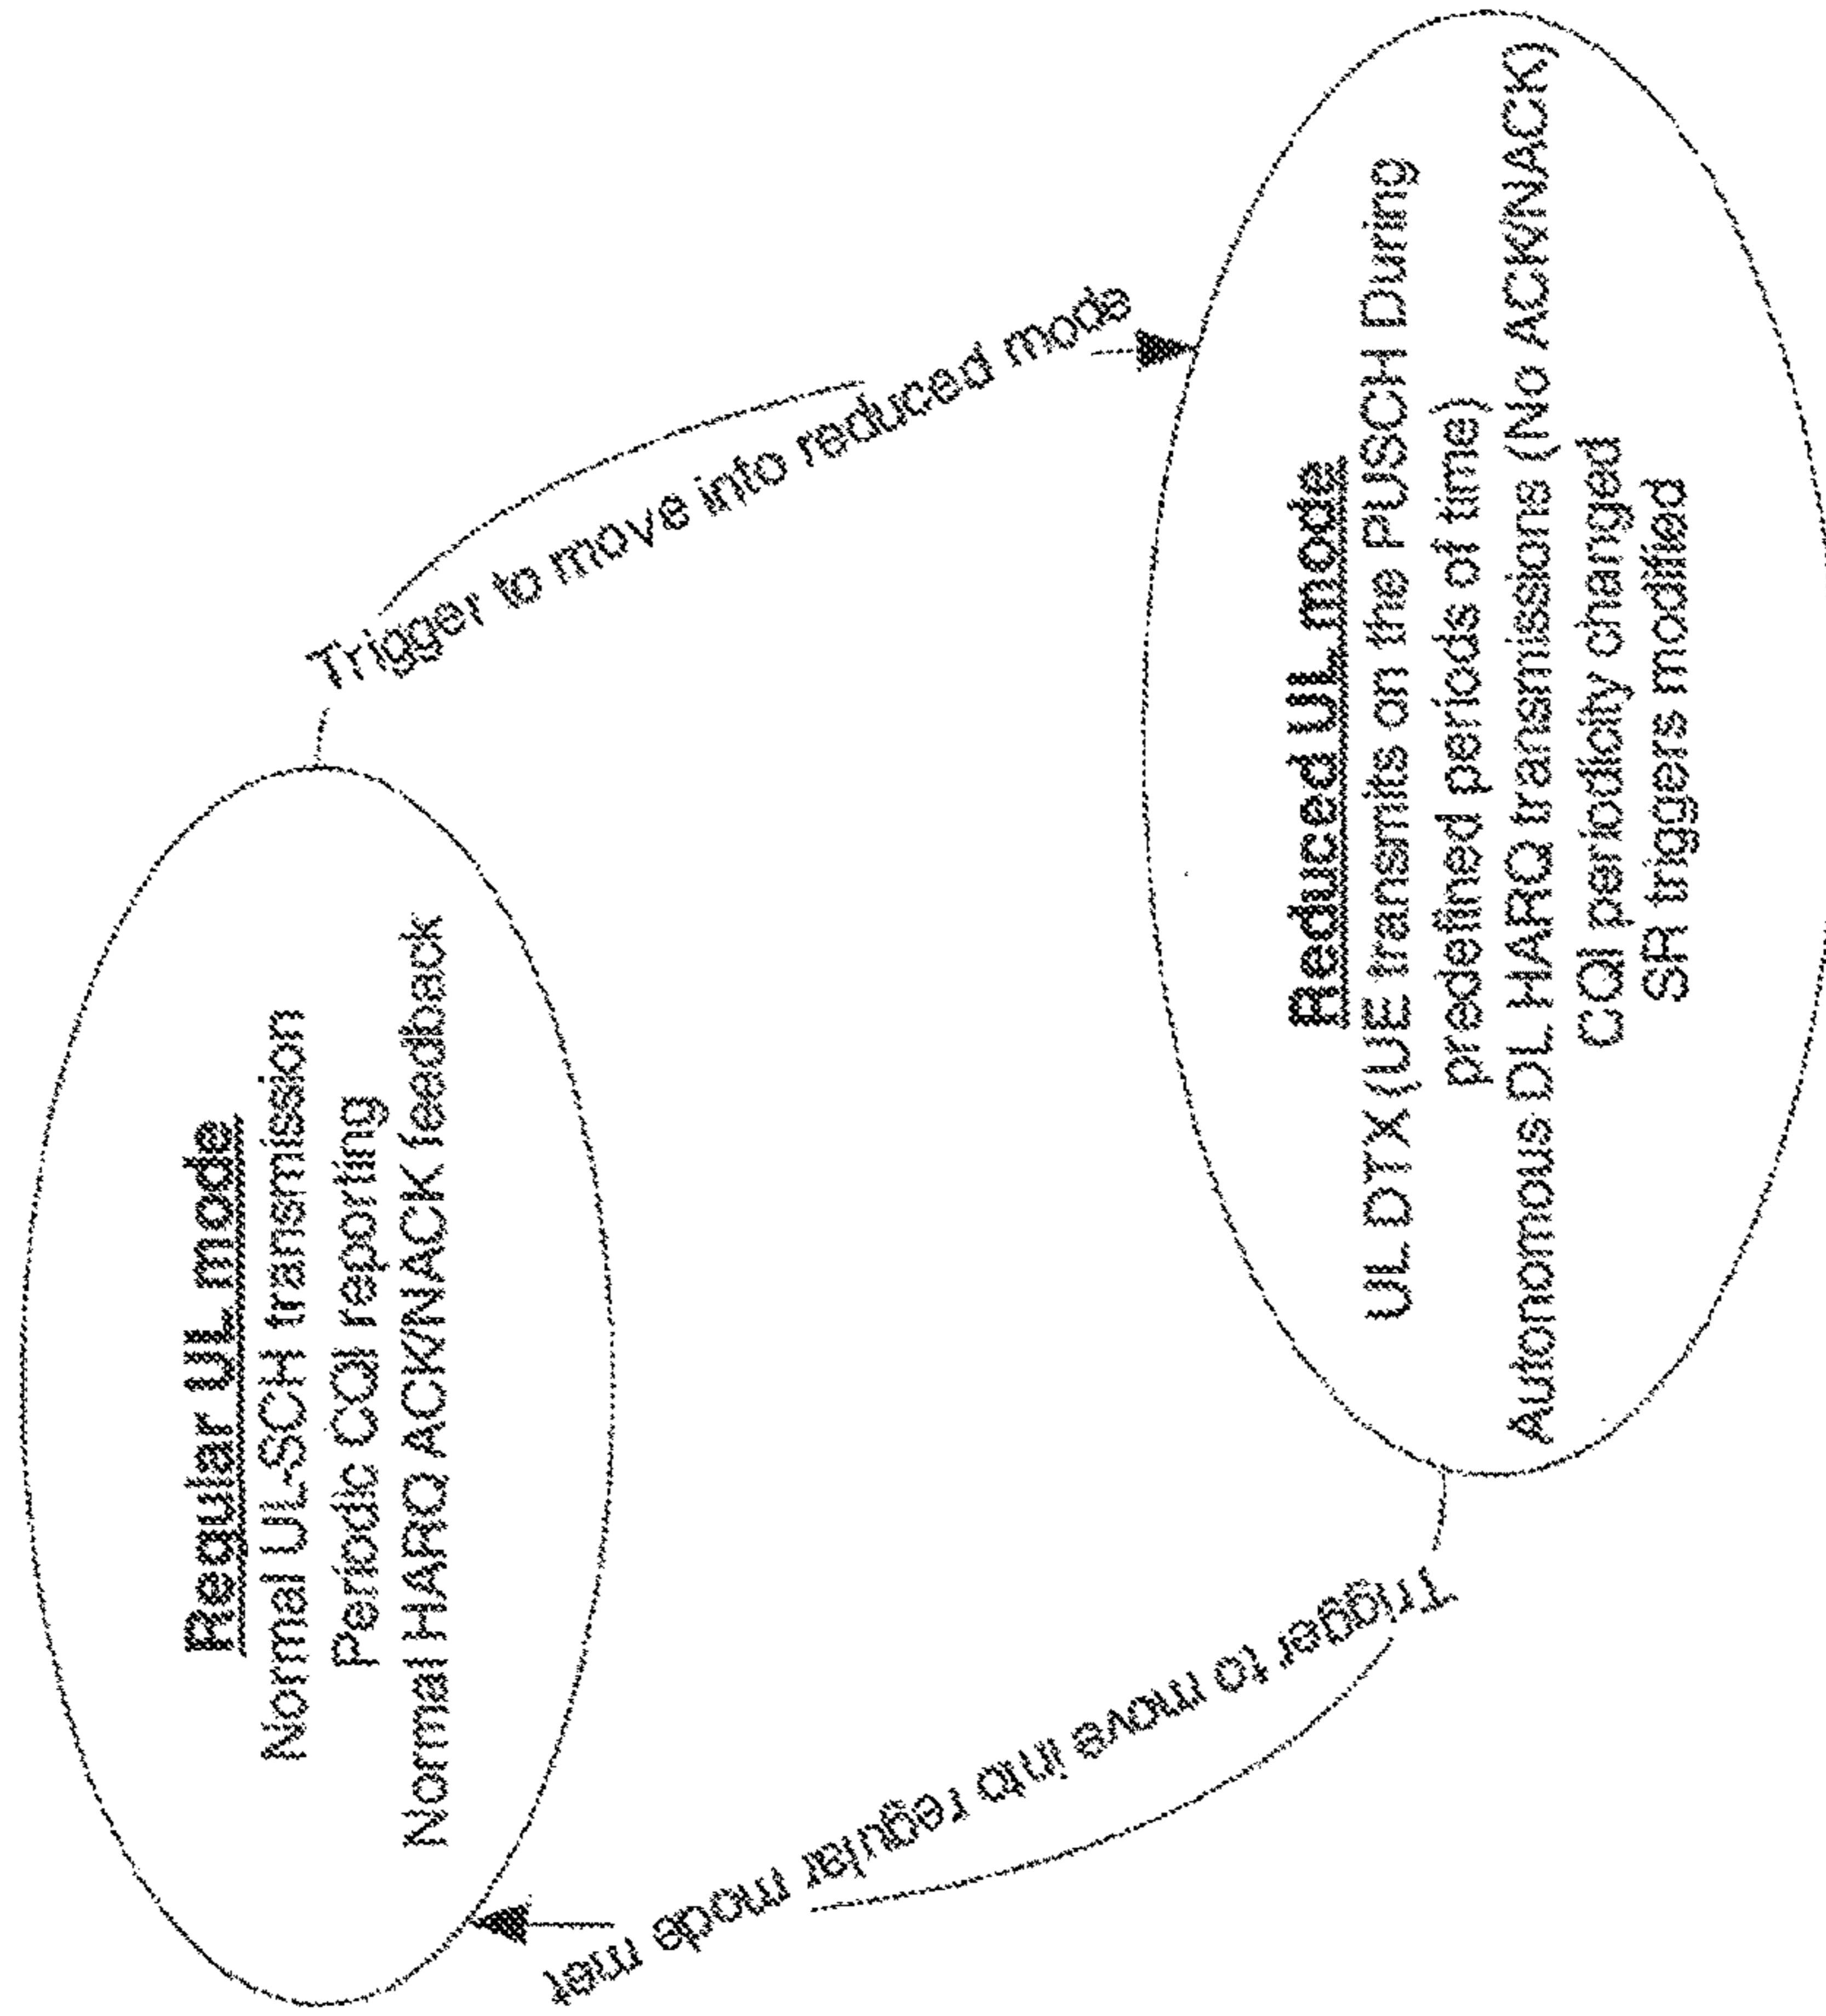 Regular UL mode
Normal UL-SCH transmission
Periodic CQI reporting
Normal HARQ ACK/NACK feedback
Trigger to move into reduced mode
Trigger to move into regular mode met
Reduced UL mode
UL DTX (UE transmits on the PUSCH During
predefined periods of time)
Autonomous DL HARQ transmissions (No ACK/NACK)
CQI periodicity changed
SR triggers modified